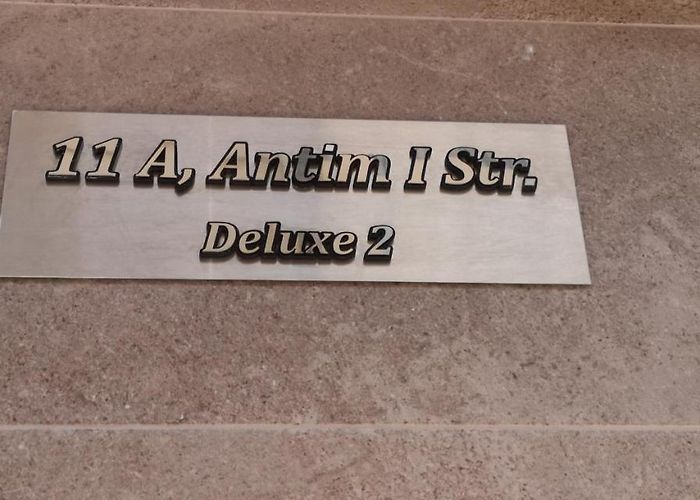 11 A, Antim I Str.
Deluxe 2